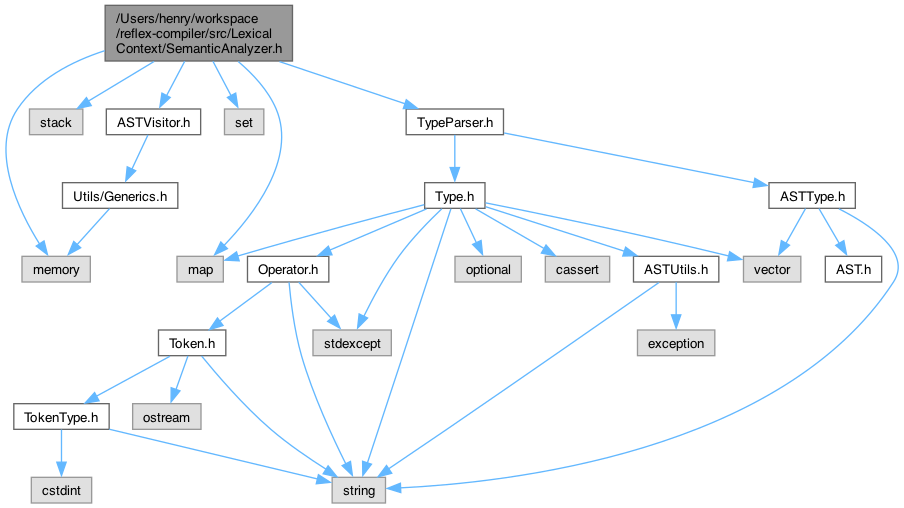 /Users/henry/workspace
/reflex-compiler/src/Lexical
Context/SemanticAnalyzer.h
stack
ASTVisitor.h
set
TypeParser.h
Utils/Generics.h
Type.h
ASTType.h
memory
map
Operator.h
optional
cassert
ASTUtils.h
vector
AST.h
Token.h
stdexcept
exception
TokenType.h
ostream
cstdint
string